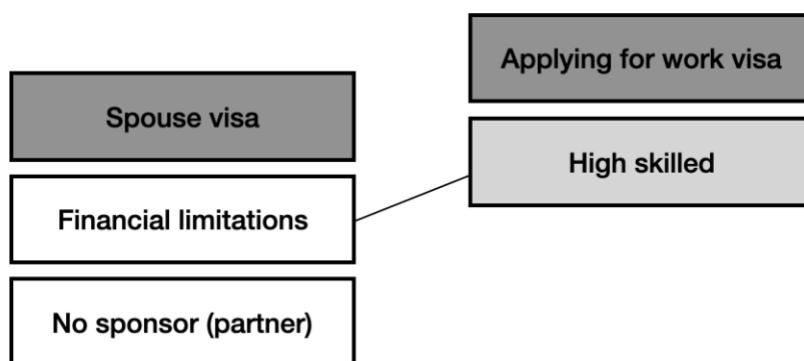 Spouse visa
Financial limitations
No sponsor (partner)
Applying for work visa
High skilled